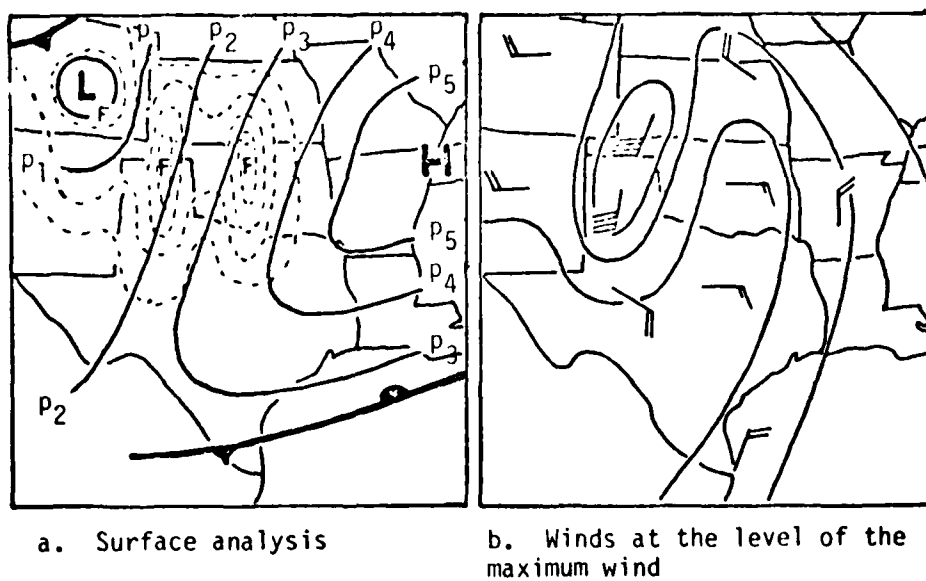 p1 p2 p3 p4
p5
L
F
F F
H
p1
p5
p4
p3
p2
a. Surface analysis
b. Winds at the level of the
maximum wind